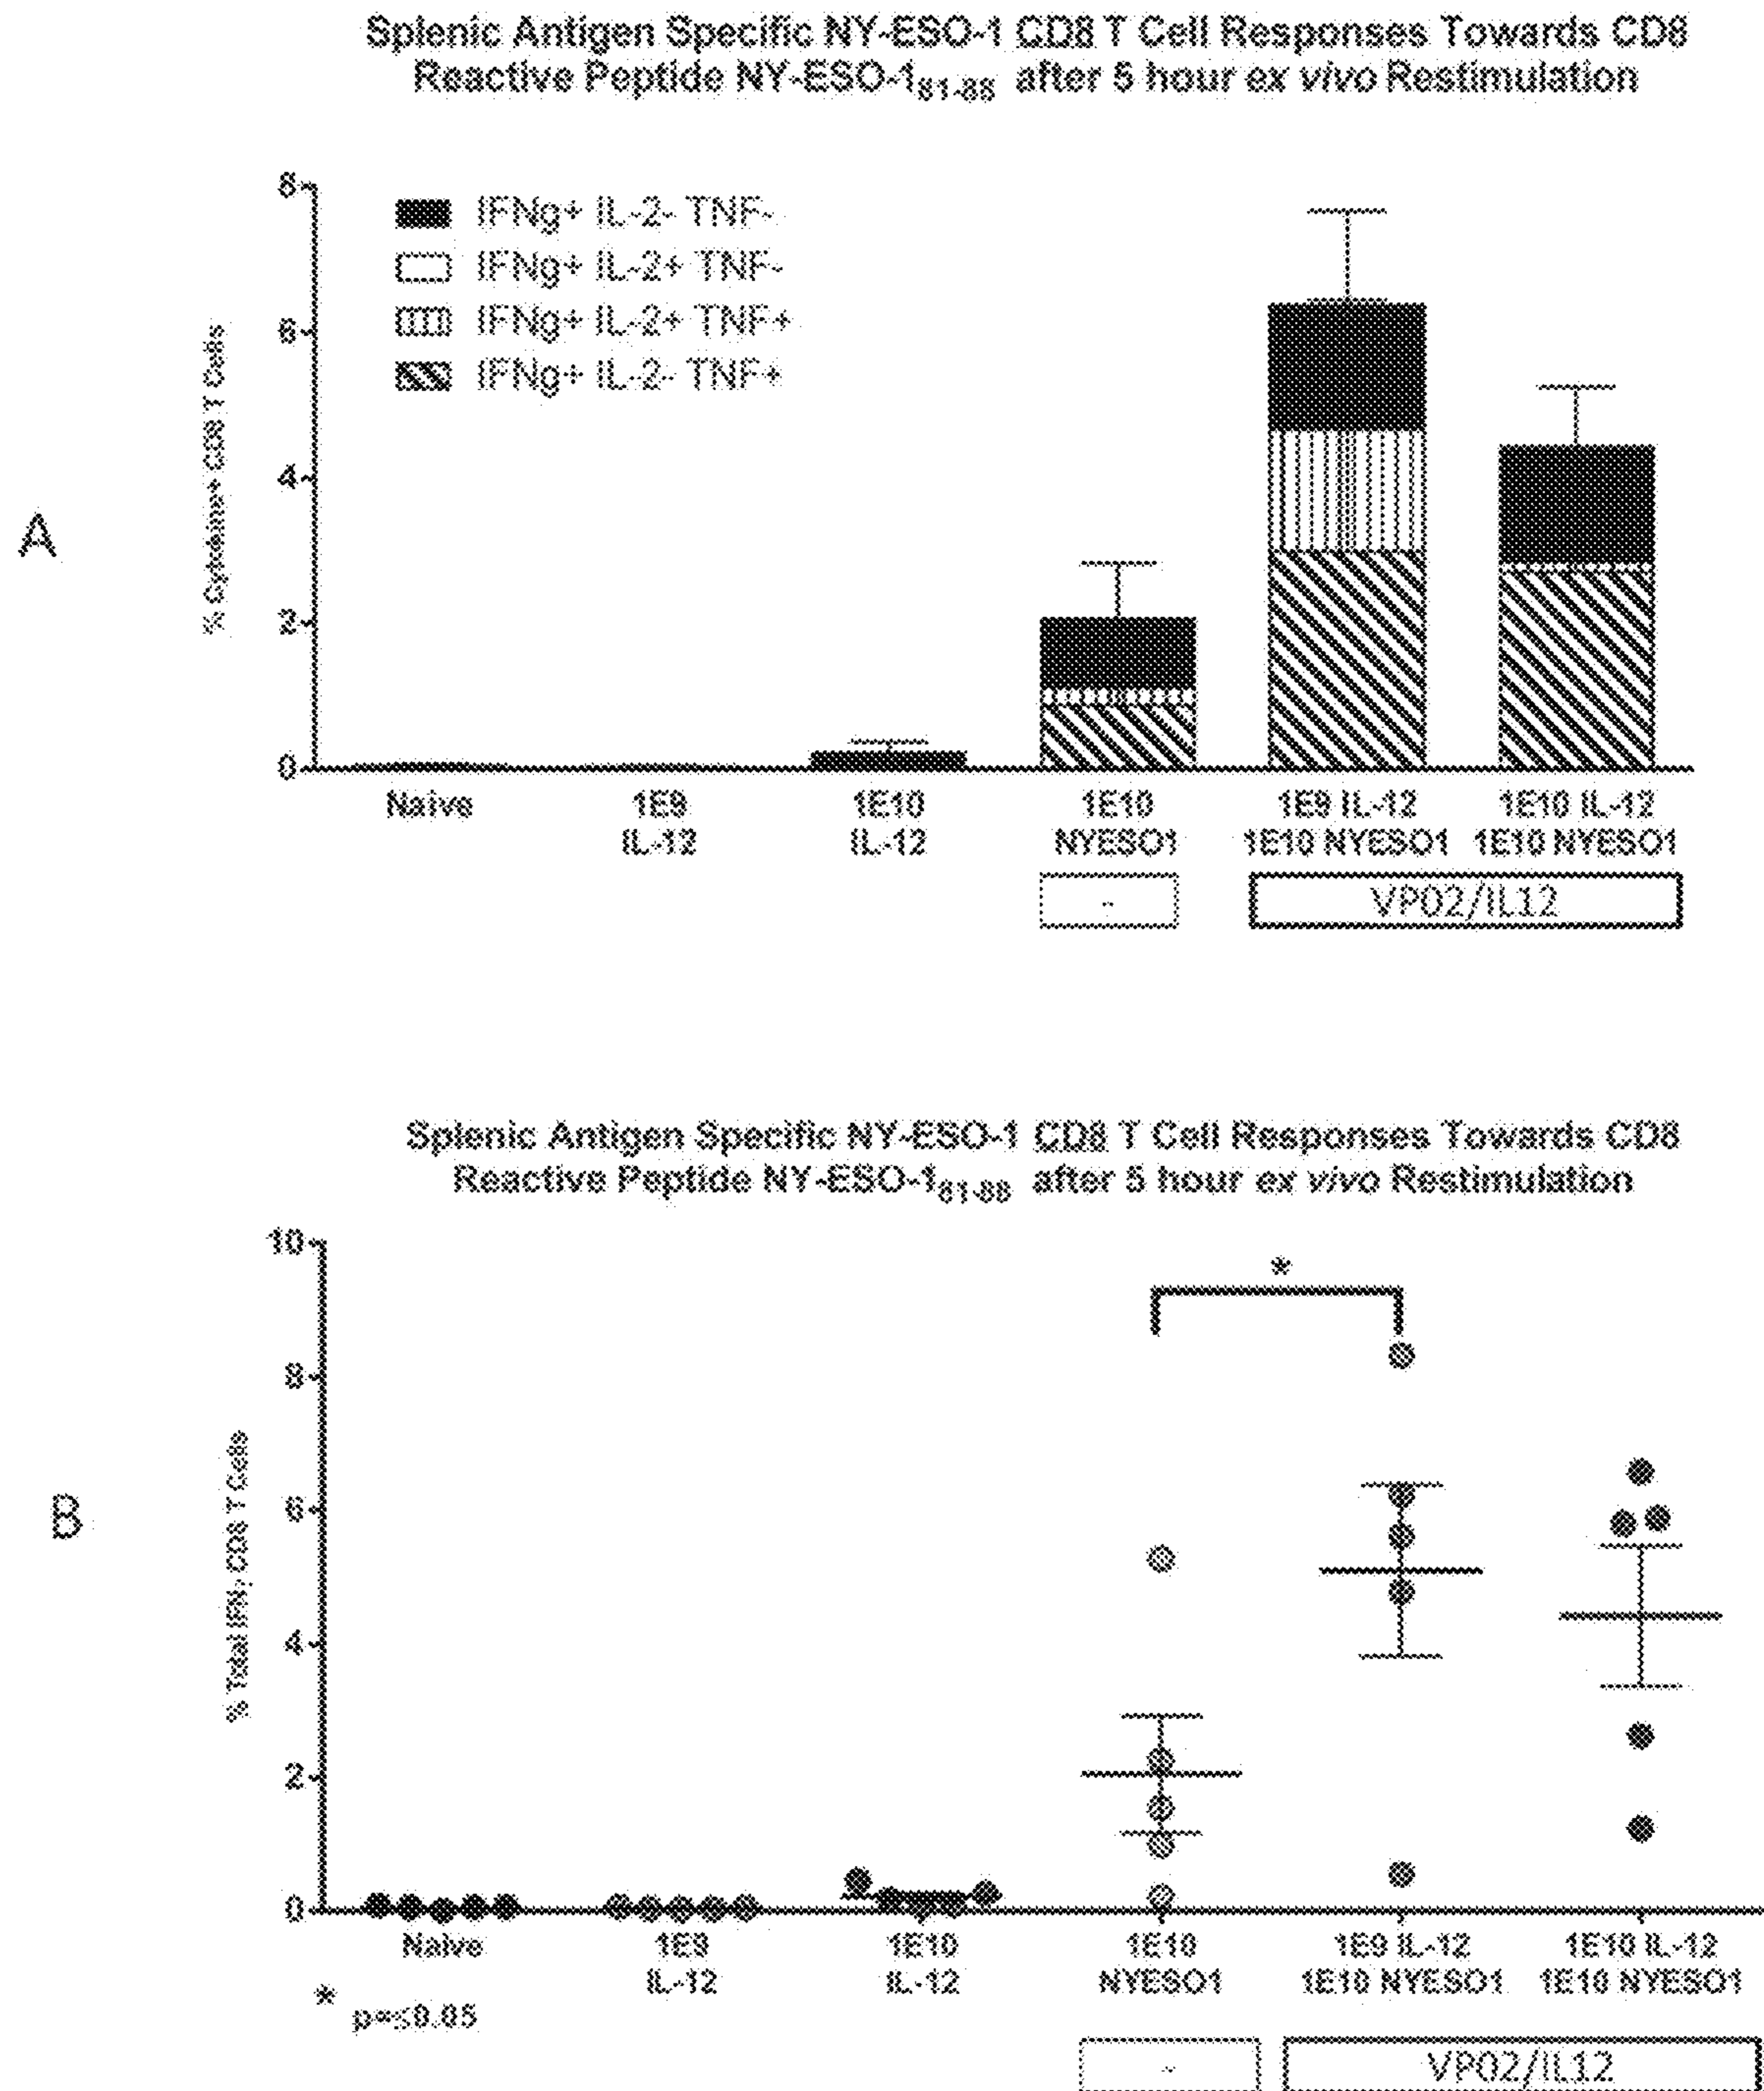 Splenic Antigen Specific NY-ESO-1 CD8 T Cell Responses Towards CD8
Reactive Peptide NY-ESO-1 81-88 after 5 hour ex vivo Restimulation
8
IFNg+ IL-2- TNF-
IFNg+ IL-2+ TNF-
IFNg+ IL-2+ TNF+
IFNg+ IL-2- TNF+
6
4
2
0
% Cytokine+ CD8 T Cells
A
Naive
1E9
IL-12
1E10
IL-12
1E10
NYESO1
1E9 IL-12
1E10 NYESO1
1E10 IL-12
1E10 NYESO1
-
VP02/IL12
Splenic Antigen Specific NY-ESO-1 CD8 T Cell Responses Towards CD8
Reactive Peptide NY-ESO-1 81-88 after 5 hour ex vivo Restimulation
10
*
8
6
4
2
0
% Total IFNγ CD8 T Cells
B
Naive
1E9
IL-12
1E10
IL-12
1E10
NYESO1
1E9 IL-12
1E10 NYESO1
1E10 IL-12
1E10 NYESO1
* p=≤0.05
-
VP02/IL12